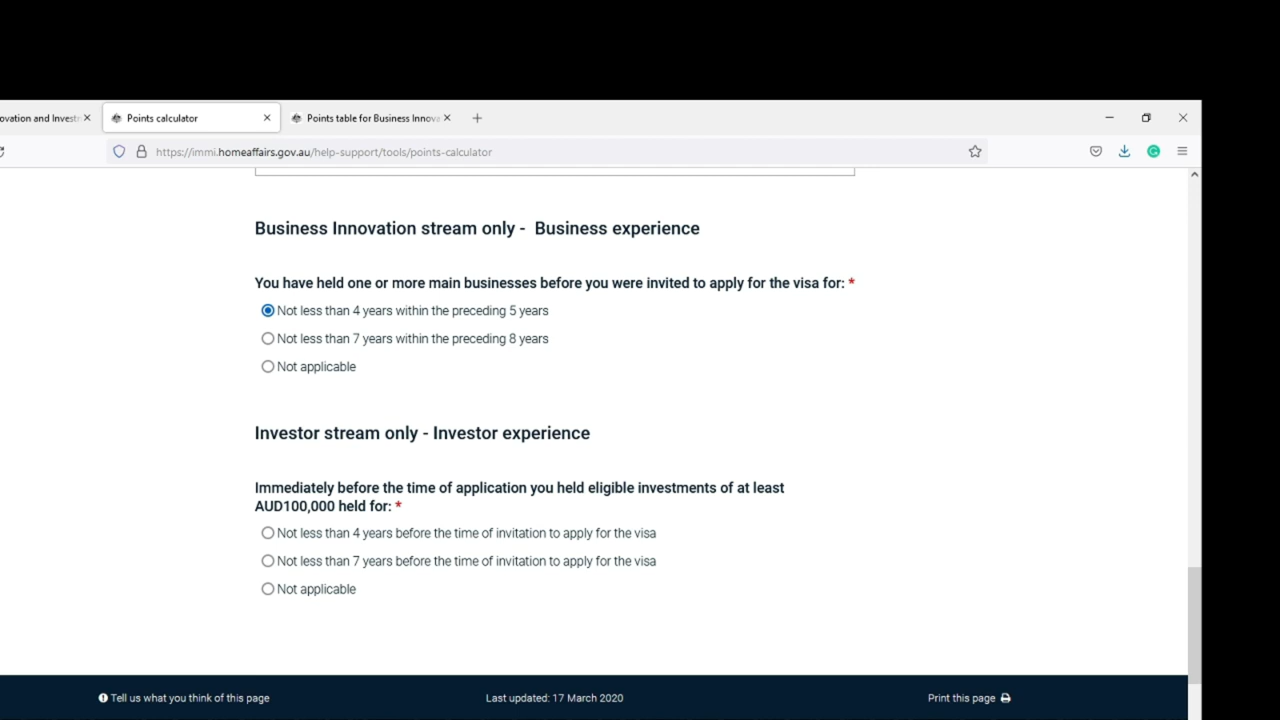 ovation and Invest
Points calculator
Points table for Business Innova
https://immi.homeaffairs.gov.au/help-support/tools/points-calculator
Business Innovation stream only - Business experience
You have held one or more main businesses before you were invited to apply for the visa for: *
Not less than 4 years within the preceding 5 years
Not less than 7 years within the preceding 8 years
Not applicable
Investor stream only - Investor experience
Immediately before the time of application you held eligible investments of at least
AUD100,000 held for: *
Not less than 4 years before the time of invitation to apply for the visa
Not less than 7 years before the time of invitation to apply for the visa
Not applicable
Tell us what you think of this page
Last updated: 17 March 2020
Print this page